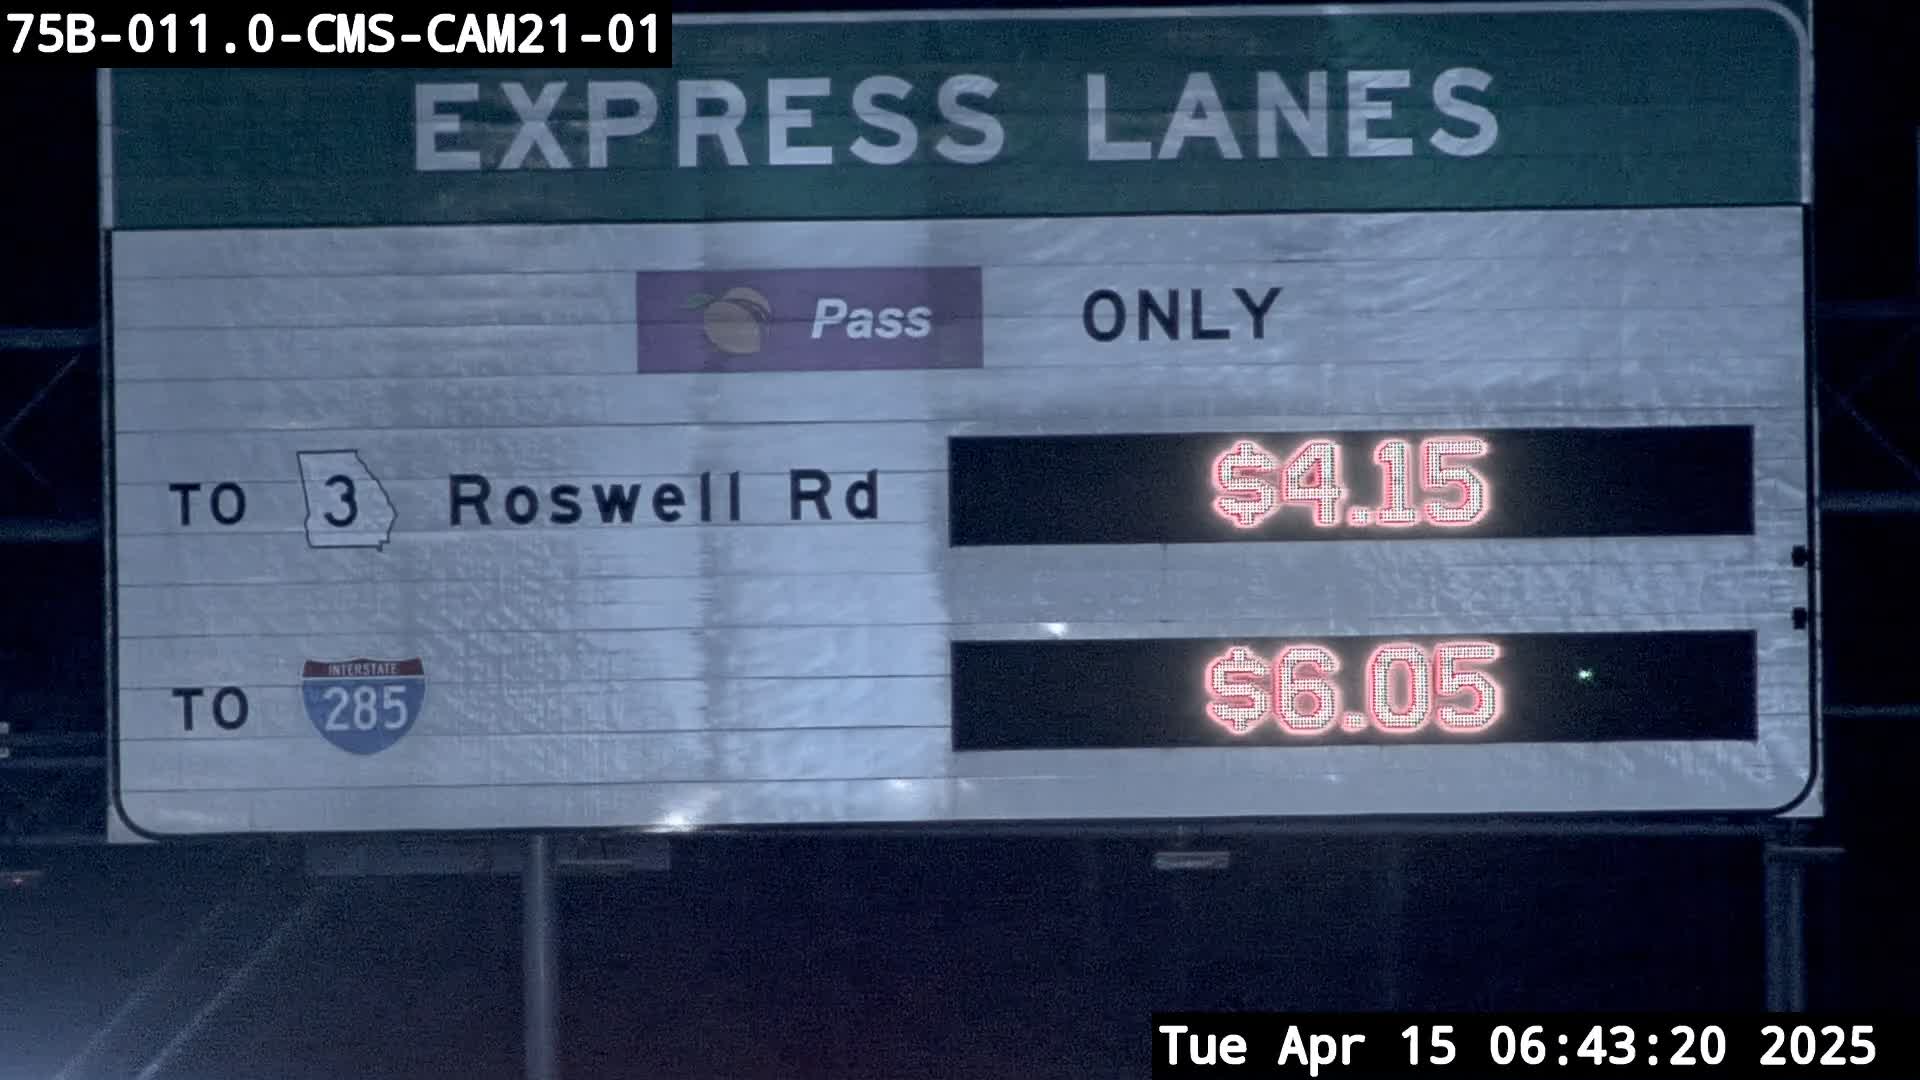 75B-011.0-CMS-CAM21-01
EXPRESS LANES
Pass ONLY
TO 3 Roswell Rd $4.15
INTERSTATE
TO 285 $6.05
Tue Apr 15 06:43:20 2025